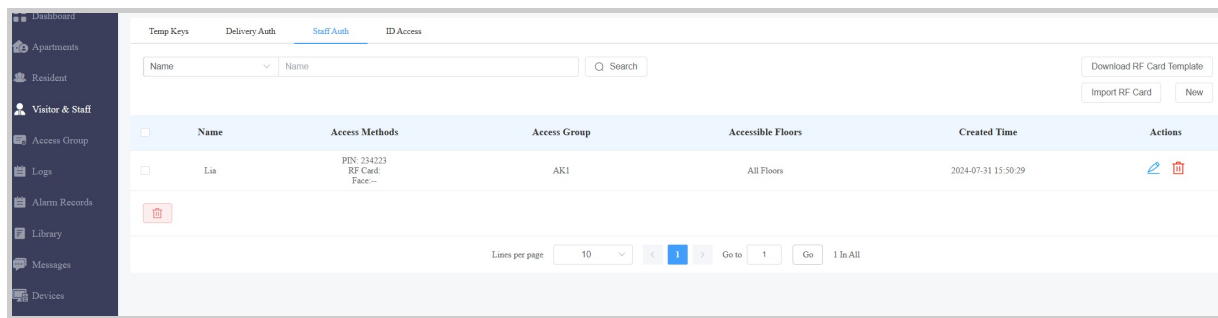 Dashboard
Apartments
Resident
Visitor & Staff
Access Group
Logs
Alarm Records
Library
Messages
Devices
Temp Keys Delivery Auth Staff Auth ID Access
Name Name Search Download RF Card Template
Import RF Card New
Name Access Methods Access Group Accessible Floors Created Time Actions
PIN: 234223
Lia RF Card: AK1 All Floors 2024-07-31 15:50:29
Face:--
Lines per page 10 1 Go to 1 Go 1 In All